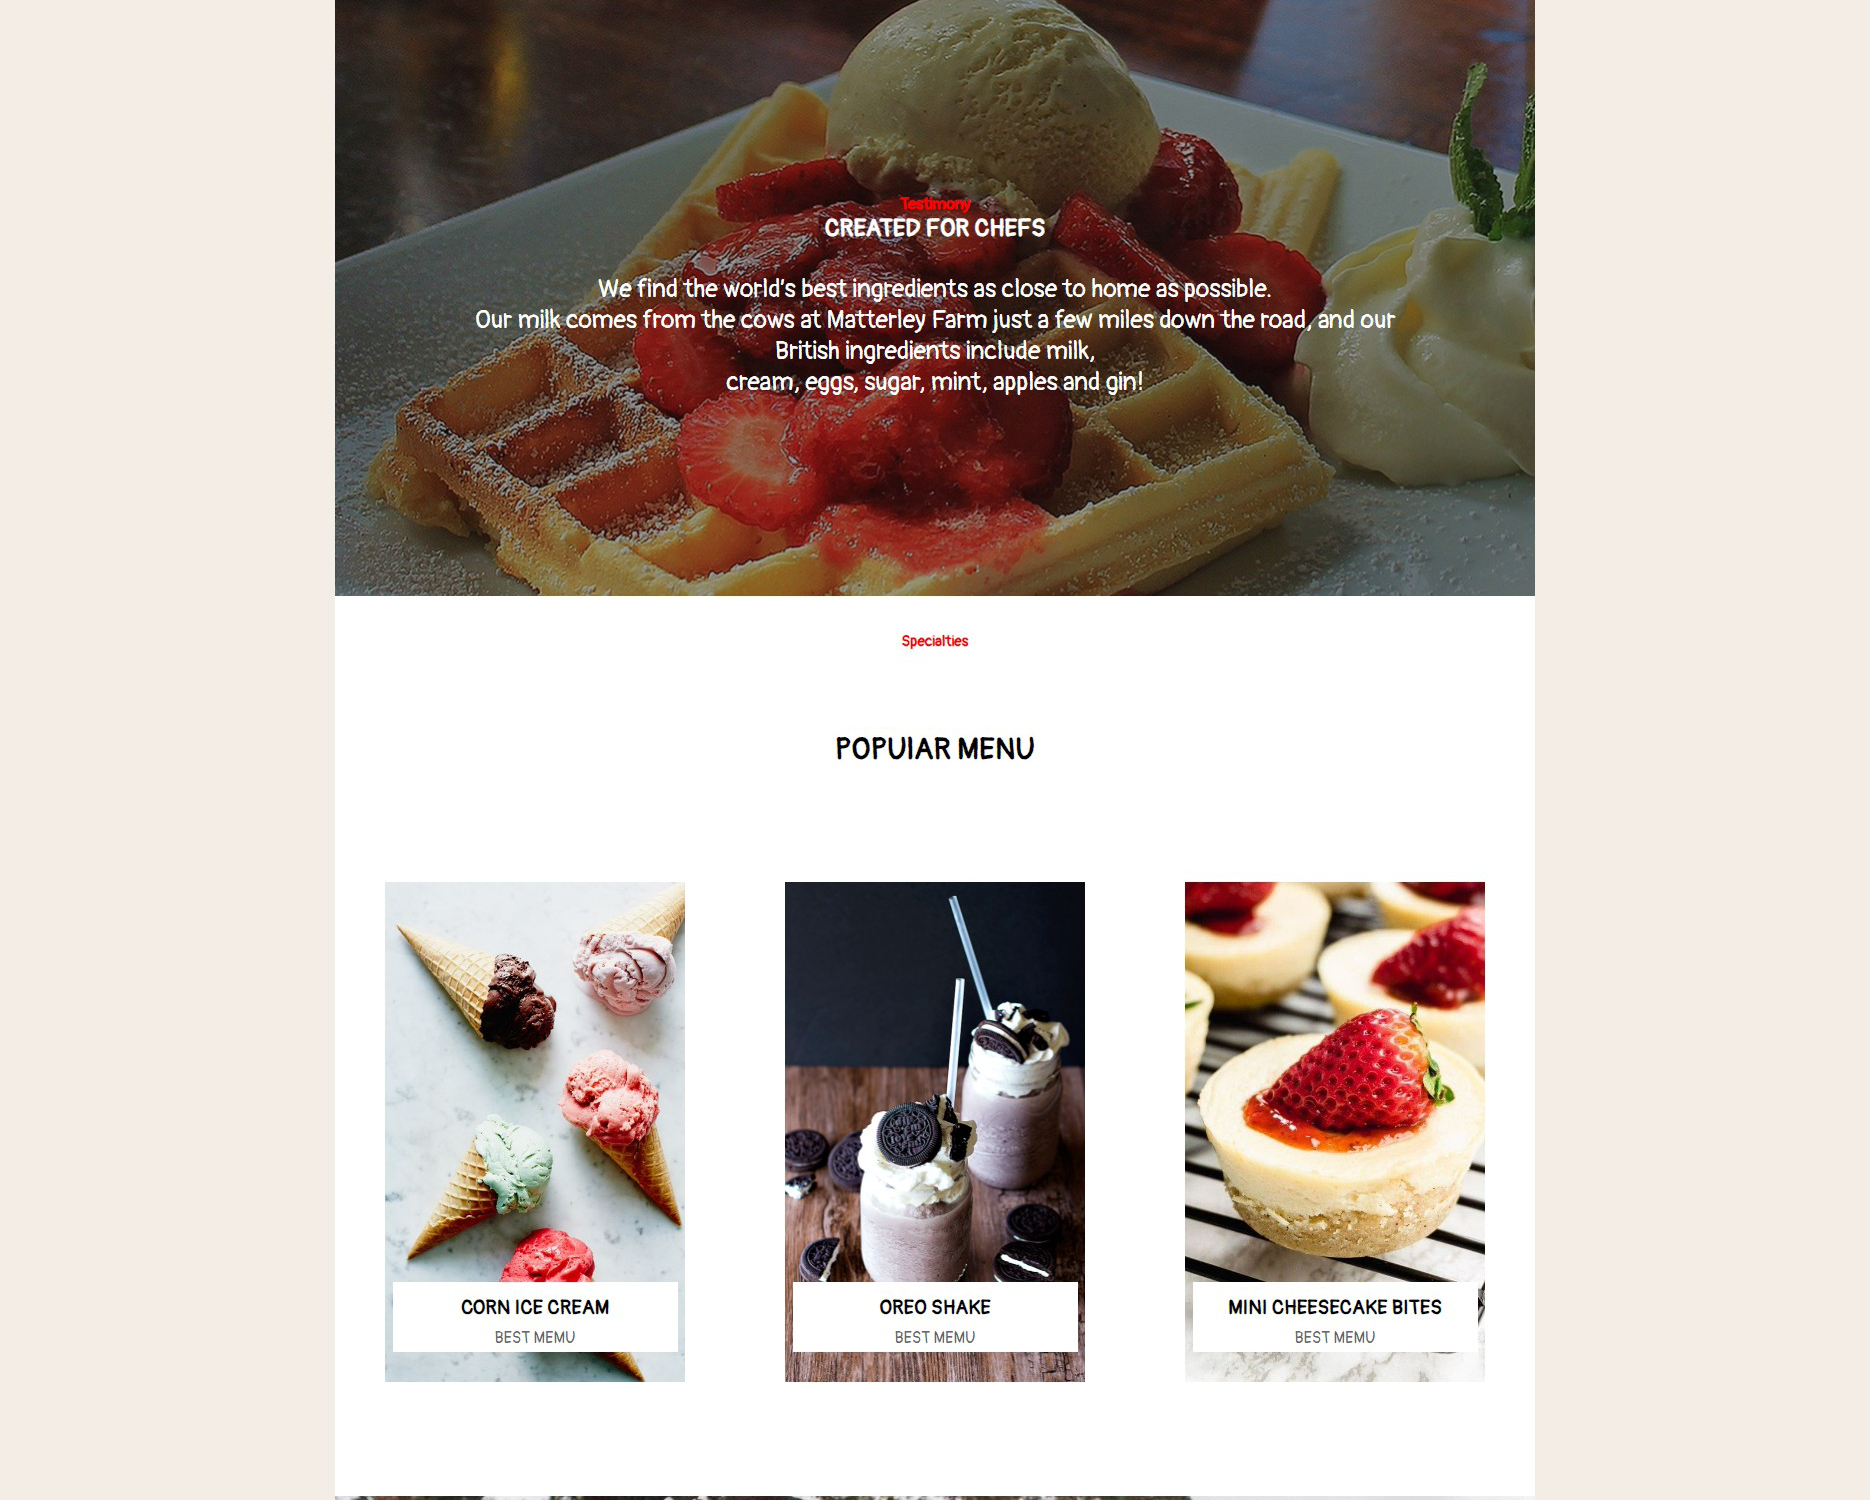 Testimony
CREATED FOR CHEFS
We find the world's best ingredients as close to home as possible.
Our milk comes from the cows at Matterley Farm just a few miles down the road, and our
British ingredients include milk,
cream, eggs, sugar, mint, apples and gin!
Specialties
POPUIAR MENU
CORN ICE CREAM
BEST MEMU
OREO SHAKE
BEST MEMU
MINI CHEESECAKE BITES
BEST MEMU